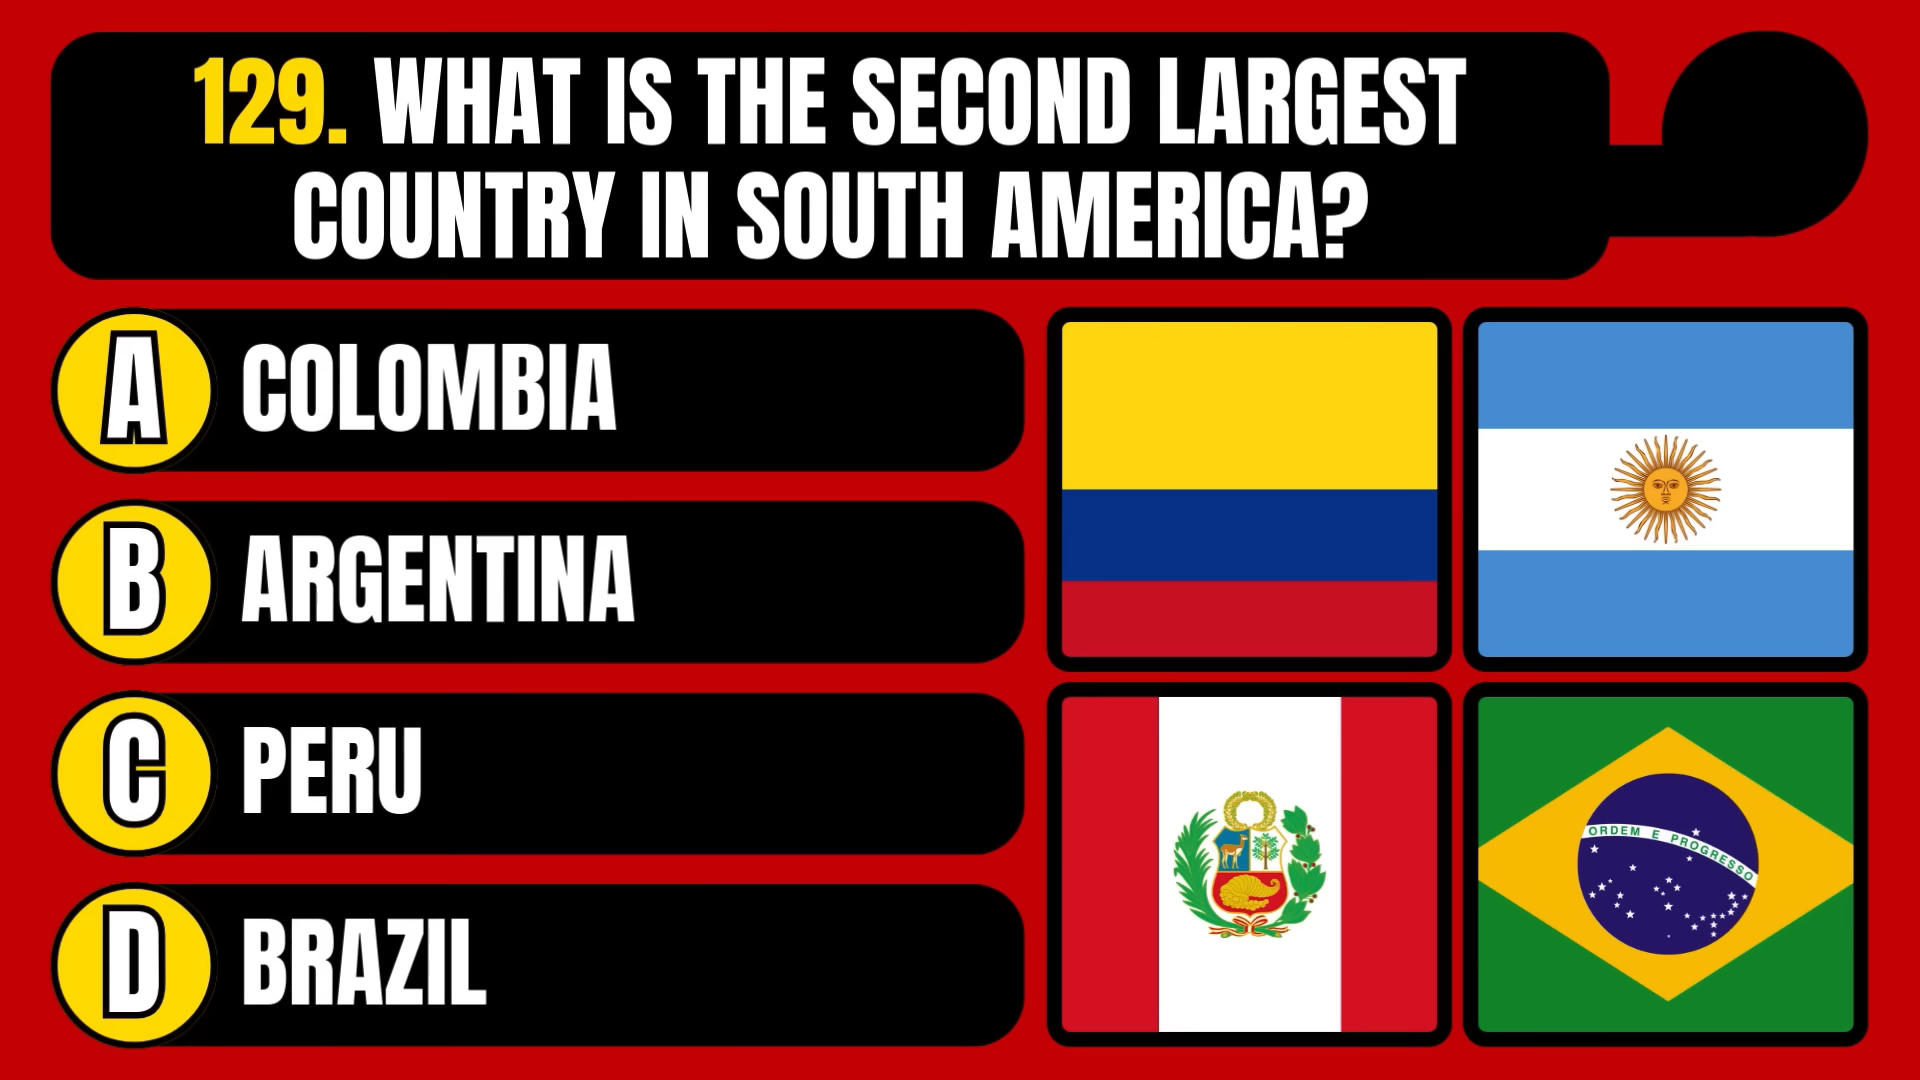 129. WHAT IS THE SECOND LARGEST
COUNTRY IN SOUTH AMERICA?
A COLOMBIA
B ARGENTINA
C PERU
D BRAZIL
ORDEM E PROGRESSO